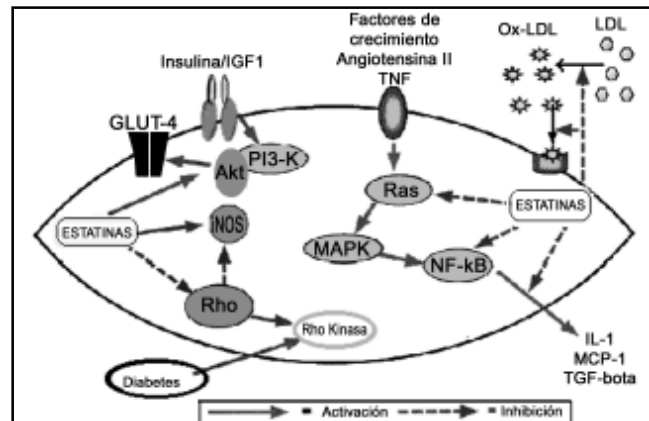 Factores de
crecimiento
Angiotensina II
TNF
Ox-LDL
LDL
Insulina/IGF1
GLUT-4
PI3-K
Akt
Ras
ESTATINAS
ESTATINAS
iNOS
MAPK
NF-kB
Rho
Rho Kinasa
IL-1
MCP-1
TGF-bota
Diabetes
Activación
Inhibición